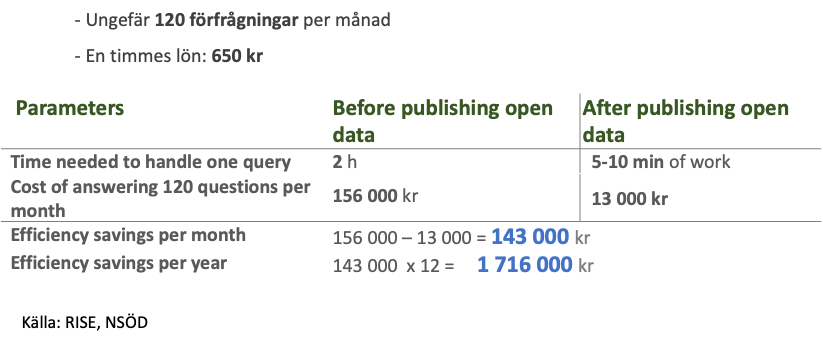 - Ungefär 120 förfrågningar per månad
- En timmes lön: 650 kr
Parameters Before publishing open data After publishing open data
Time needed to handle one query 2 h 5-10 min of work
Cost of answering 120 questions per month 156 000 kr 13 000 kr
Efficiency savings per month 156 000 – 13 000 = 143 000 kr
Efficiency savings per year 143 000 x 12 = 1 716 000 kr
Källa: RISE, NSÖD